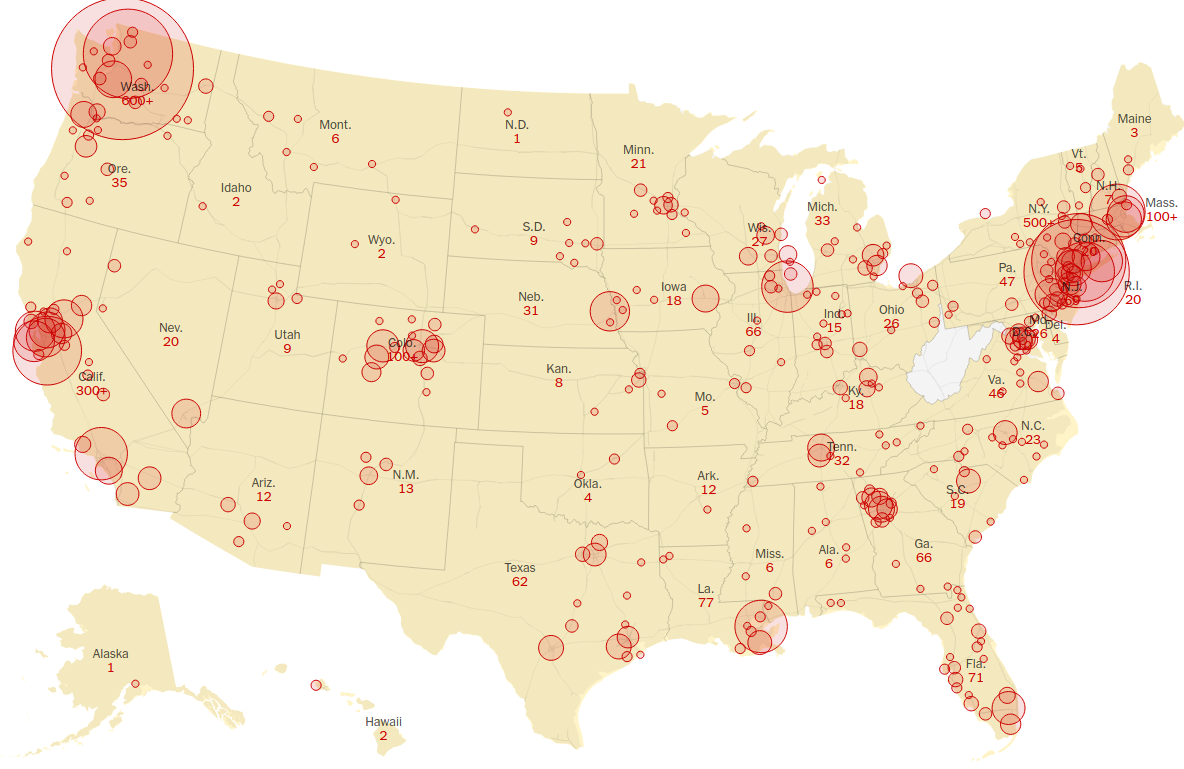 Wash.
600+
Mont.
6
N.D.
1
Minn.
21
Maine
3
Vt.
5
Ore.
35
Idaho
2
N.H.
Mich.
33
N.Y.
500+
Mass.
100+
S.D.
9
Wis.
27
Wyo.
2
Conn.
Pa.
47
R.I.
20
Neb.
31
Iowa
18
N.J.
69
Nev.
20
Utah
9
Colo.
100+
Ill.
66
Ind.
15
Ohio
26
Md.
26
Del.
4
D.C.
Calif.
300+
Kan.
8
Mo.
5
Ky.
18
Va.
46
N.C.
23
Ariz.
12
N.M.
13
Okla.
4
Ark.
12
Tenn.
32
S.C.
19
Texas
62
La.
77
Miss.
6
Ala.
6
Ga.
66
Alaska
1
Hawaii
2
Fla.
71